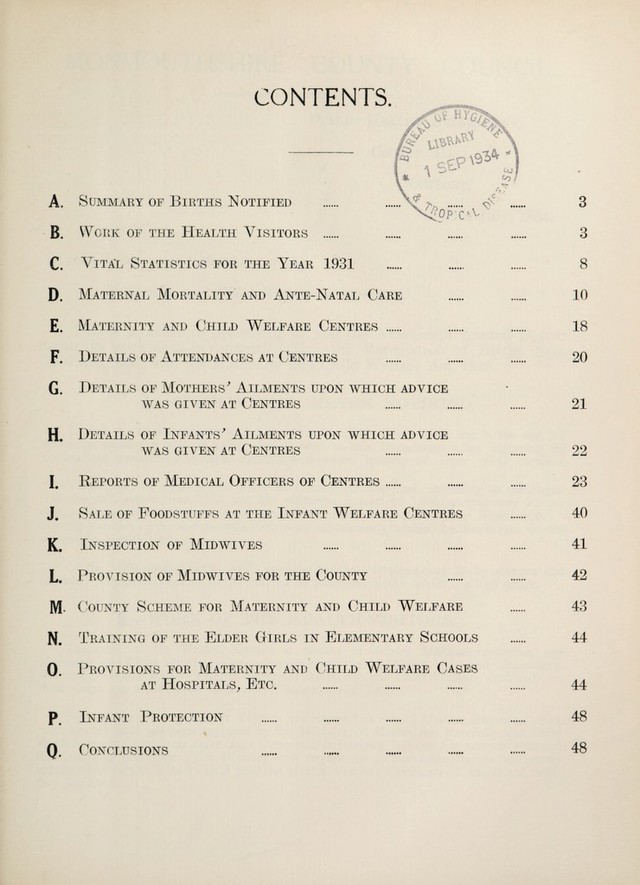 CONTENTS.
BUREAU OF HYGIENE
LIBRARY
1 SEP 1934
& TROPICAL DISEASES
A. Summary of Births Notified ...... ...... ...... ...... 3
B. Work of the Health Visitors ...... ...... ...... ...... 3
C. Vital Statistics for the Year 1931 ...... ...... ...... 8
D. Maternal Mortality and Ante-Natal Care ...... ...... 10
E. Maternity and Child Welfare Centres ...... ...... ...... 18
F. Details of Attendances at Centres ...... ...... ...... 20
G. Details of Mothers' Ailments upon which advice
was given at Centres ...... ...... ...... 21
H. Details of Infants' Ailments upon which advice
was given at Centres ...... ...... ...... 22
I. Reports of Medical Officers of Centres ...... ...... ...... 23
J. Sale of Foodstuffs at the Infant Welfare Centres ...... 40
K. Inspection of Midwives ...... ...... ...... ...... 41
L. Provision of Midwives for the County ...... ...... 42
M. County Scheme for Maternity and Child Welfare ...... 43
N. Training of the Elder Girls in Elementary Schools ...... 44
O. Provisions for Maternity and Child Welfare Cases
at Hospitals, Etc. ...... ...... ...... ...... 44
P. Infant Protection ...... ...... ...... ...... ...... 48
Q. Conclusions ...... ...... ...... ...... ...... 48